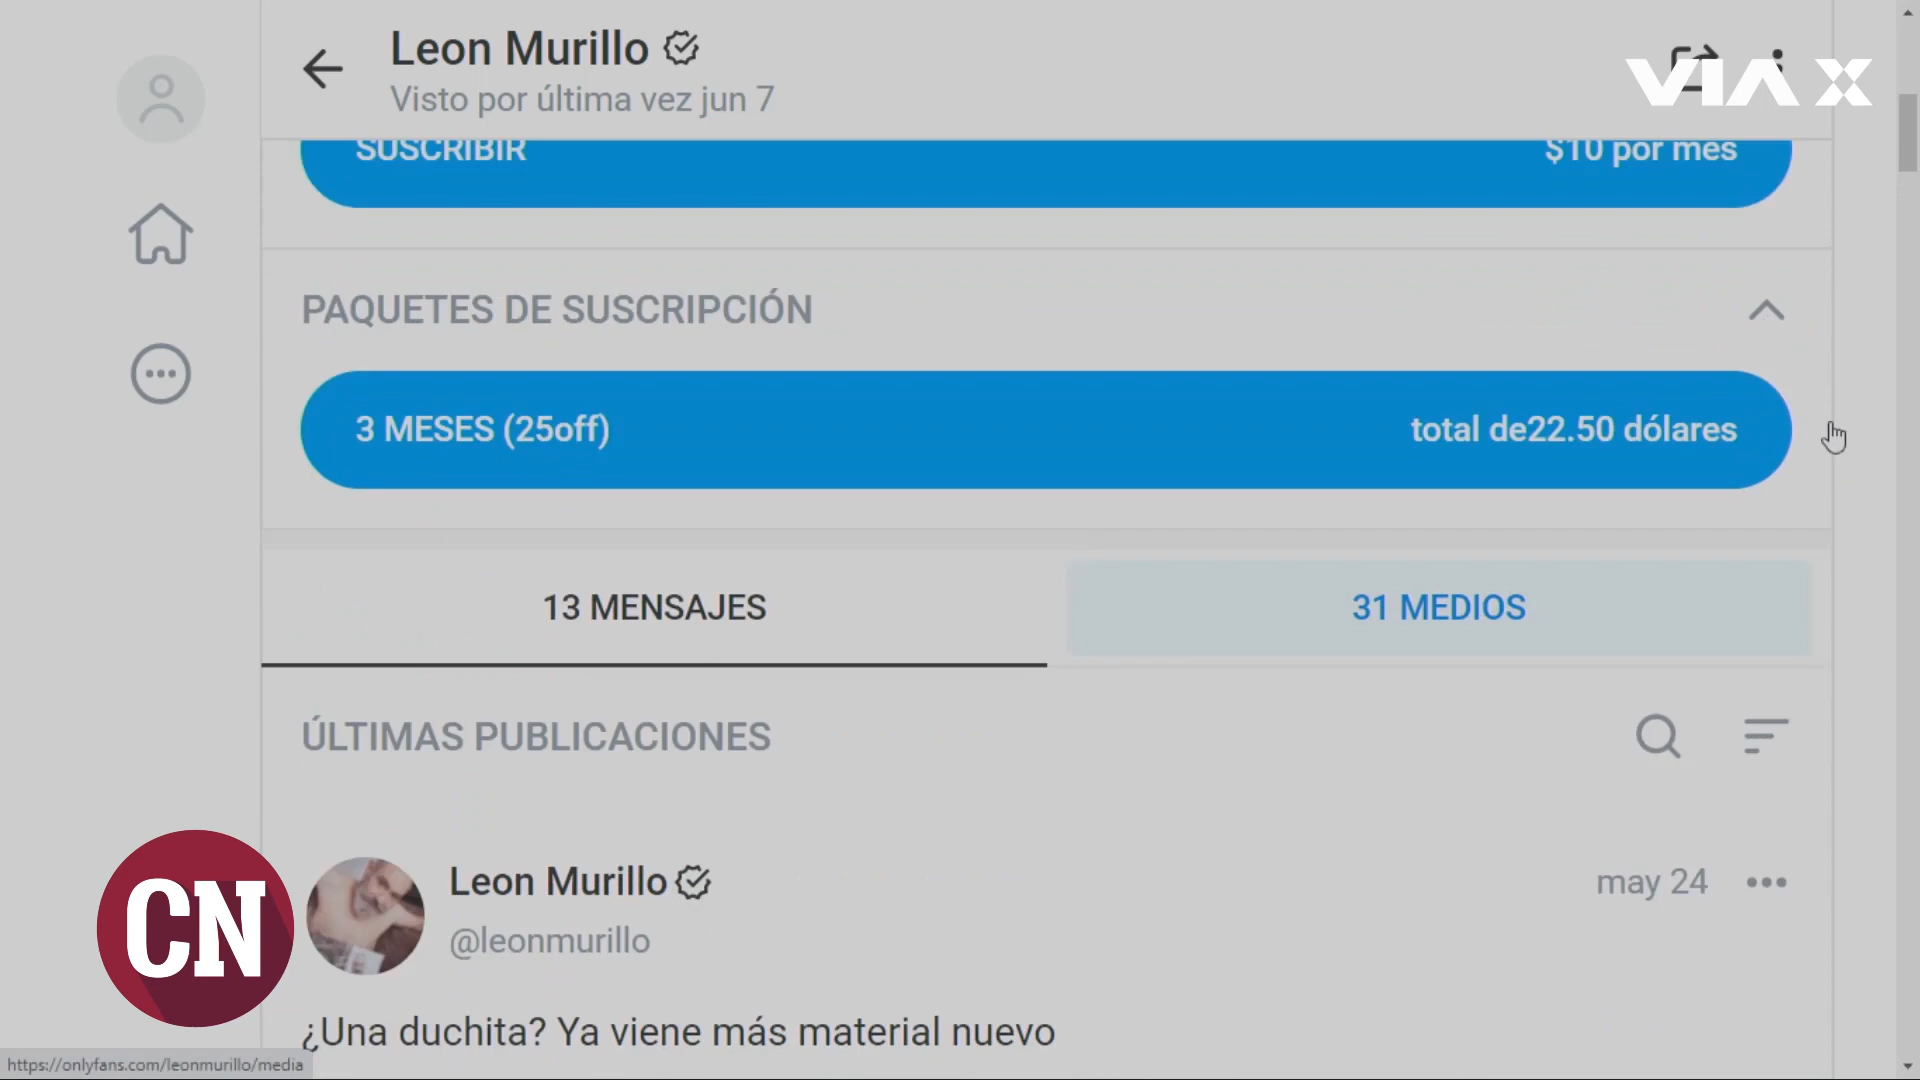 Leon Murillo
Visto por última vez jun 7
VIA X
SUSCRIBIR
$10 por mes
PAQUETES DE SUSCRIPCIÓN
3 MESES (25off)
total de22.50 dólares
13 MENSAJES
31 MEDIOS
ÚLTIMAS PUBLICACIONES
Leon Murillo
may 24
@leonmurillo
CN
¿Una duchita? Ya viene más material nuevo
https://onlyfans.com/leonmurillo/media